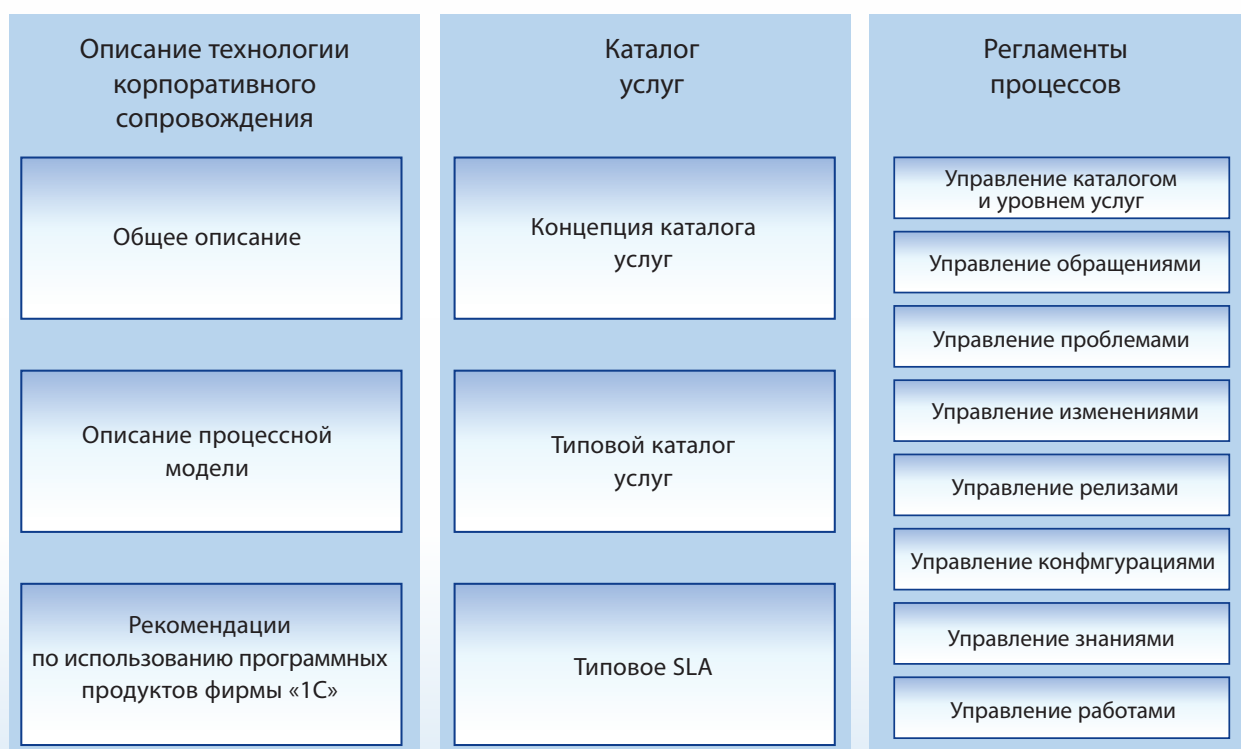 Описание технологии
корпоративного
сопровождения
Общее описание
Описание процессной
модели
Рекомендации
по использованию программных
продуктов фирмы «1С»
Каталог
услуг
Концепция каталога
услуг
Типовой каталог
услуг
Типовое SLA
Регламенты
процессов
Управление каталогом
и уровнем услуг
Управление обращениями
Управление проблемами
Управление изменениями
Управление релизами
Управление конфмгурациями
Управление знаниями
Управление работами